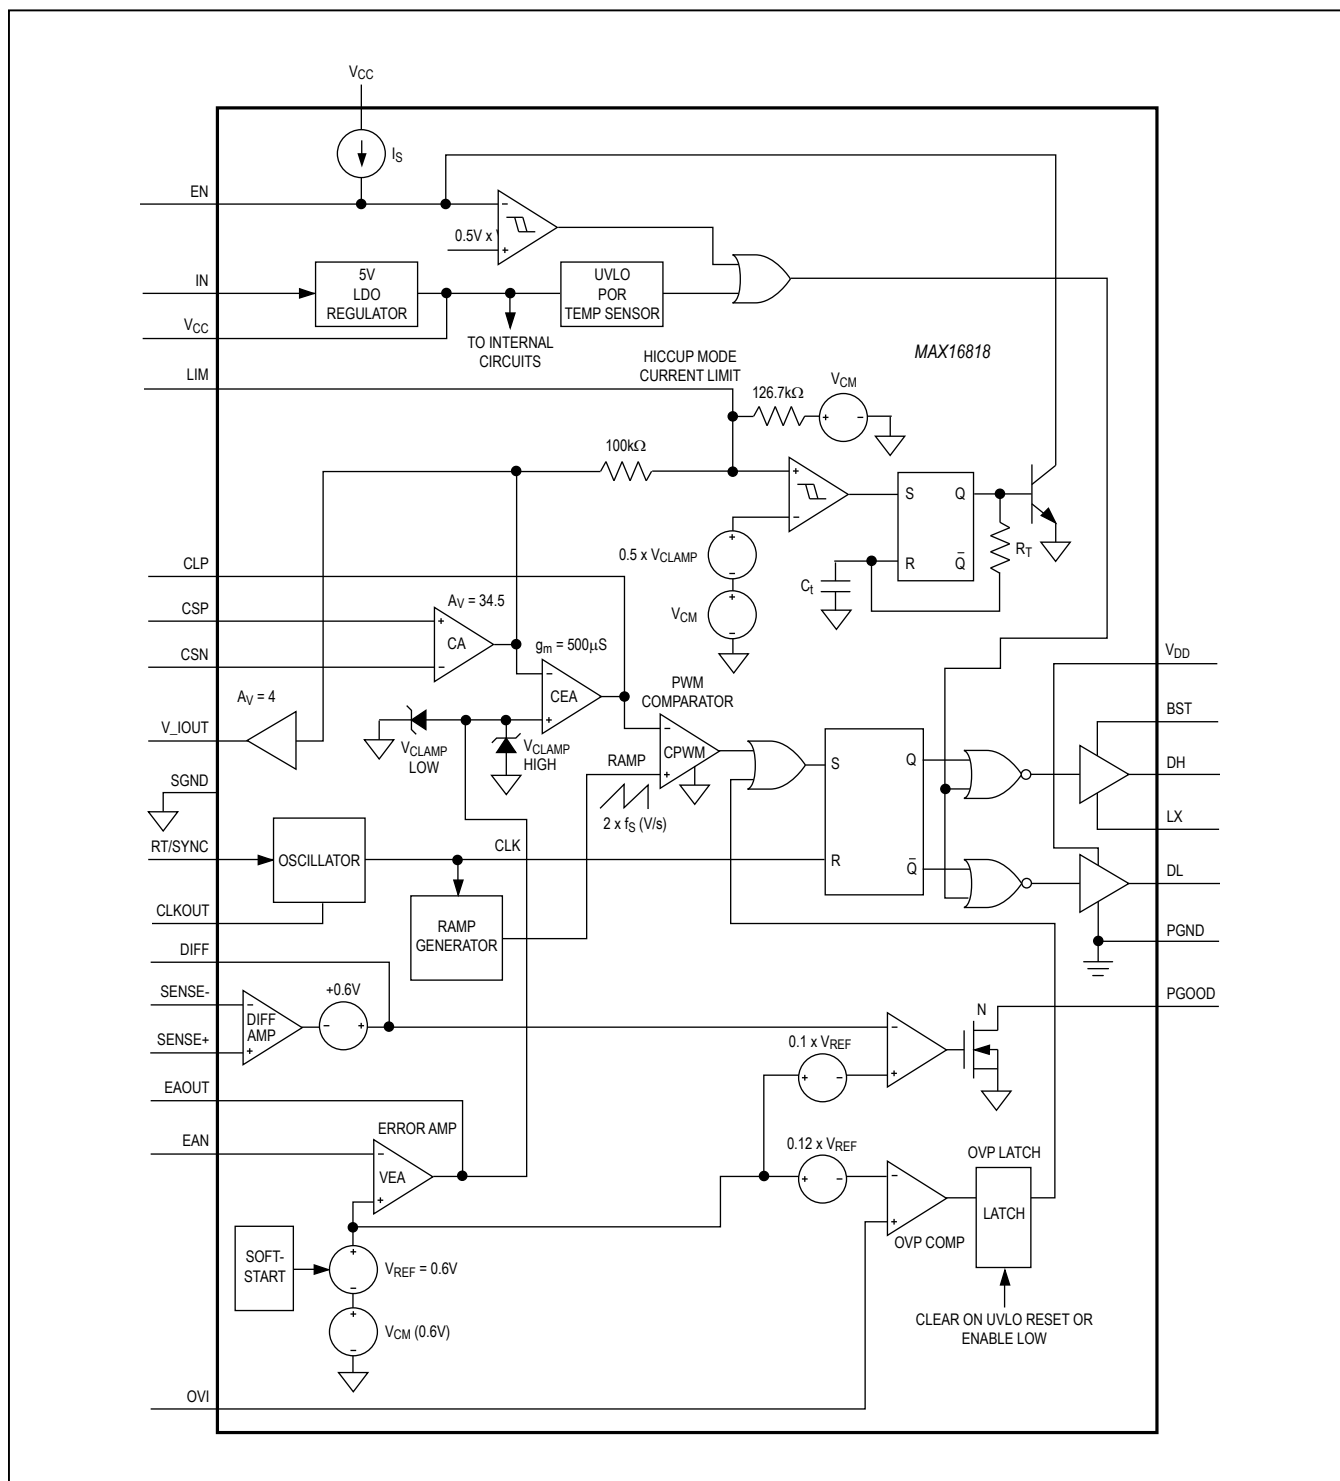 VCC
IS
EN
0.5V x
IN
5V
LDO
REGULATOR
UVLO
POR
TEMP SENSOR
VCC
TO INTERNAL
CIRCUITS
MAX16818
LIM
HICCUP MODE
CURRENT LIMIT
126.7kΩ
VCM
+
−
100kΩ
+
−
S
Q
R
Q̄
RT
Ct
0.5 x VCLAMP
+
−
VCM
+
−
CLP
CSP
AV = 34.5
+
CA
−
CSN
gm = 500µS
−
CEA
+
AV = 4
V_IOUT
VCLAMP
LOW
VCLAMP
HIGH
PWM
COMPARATOR
−
CPWM
+
RAMP
2 x fS (V/s)
S
Q
R
Q̄
VDD
BST
DH
LX
DL
PGND
SGND
RT/SYNC
OSCILLATOR
CLK
CLKOUT
RAMP
GENERATOR
DIFF
SENSE-
−
DIFF
AMP
+
+0.6V
−
+
SENSE+
PGOOD
N
−
+
0.1 x VREF
+
−
EAOUT
EAN
ERROR AMP
−
VEA
+
0.12 x VREF
+
−
−
+
OVP COMP
OVP LATCH
LATCH
SOFT-
START
+
−
VREF = 0.6V
+
−
VCM (0.6V)
CLEAR ON UVLO RESET OR
ENABLE LOW
OVI